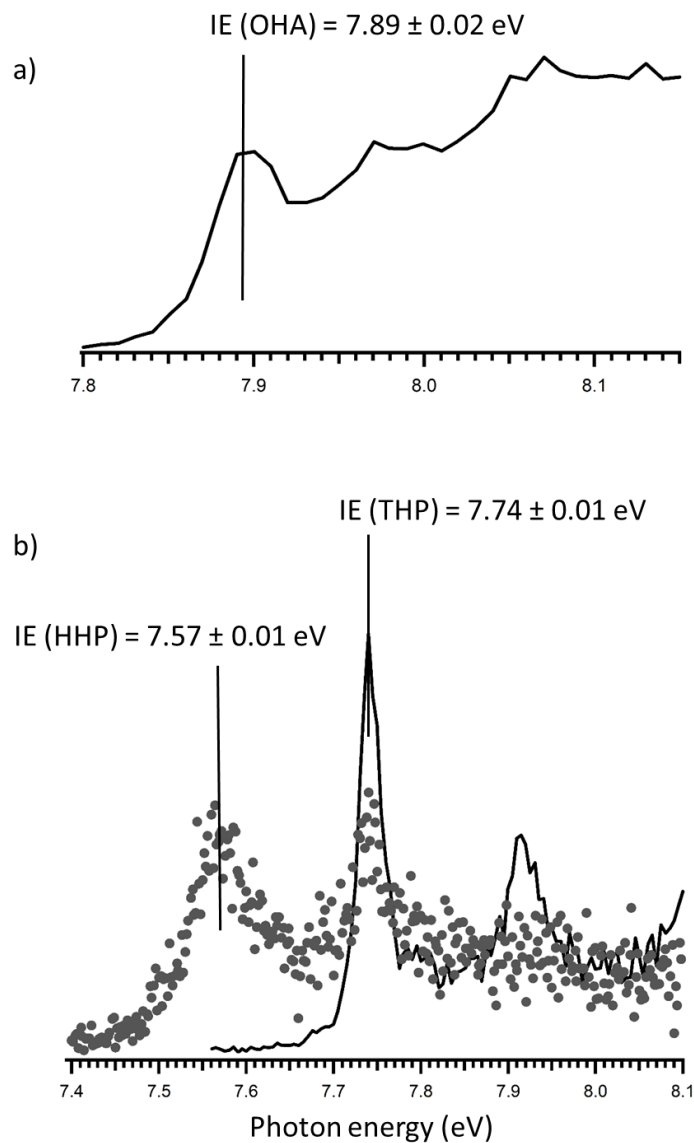 IE (OHA) = 7.89 ± 0.02 eV
a)
7.8 7.9 8.0 8.1
IE (THP) = 7.74 ± 0.01 eV
b)
IE (HHP) = 7.57 ± 0.01 eV
7.4 7.5 7.6 7.7 7.8 7.9 8.0 8.1
Photon energy (eV)